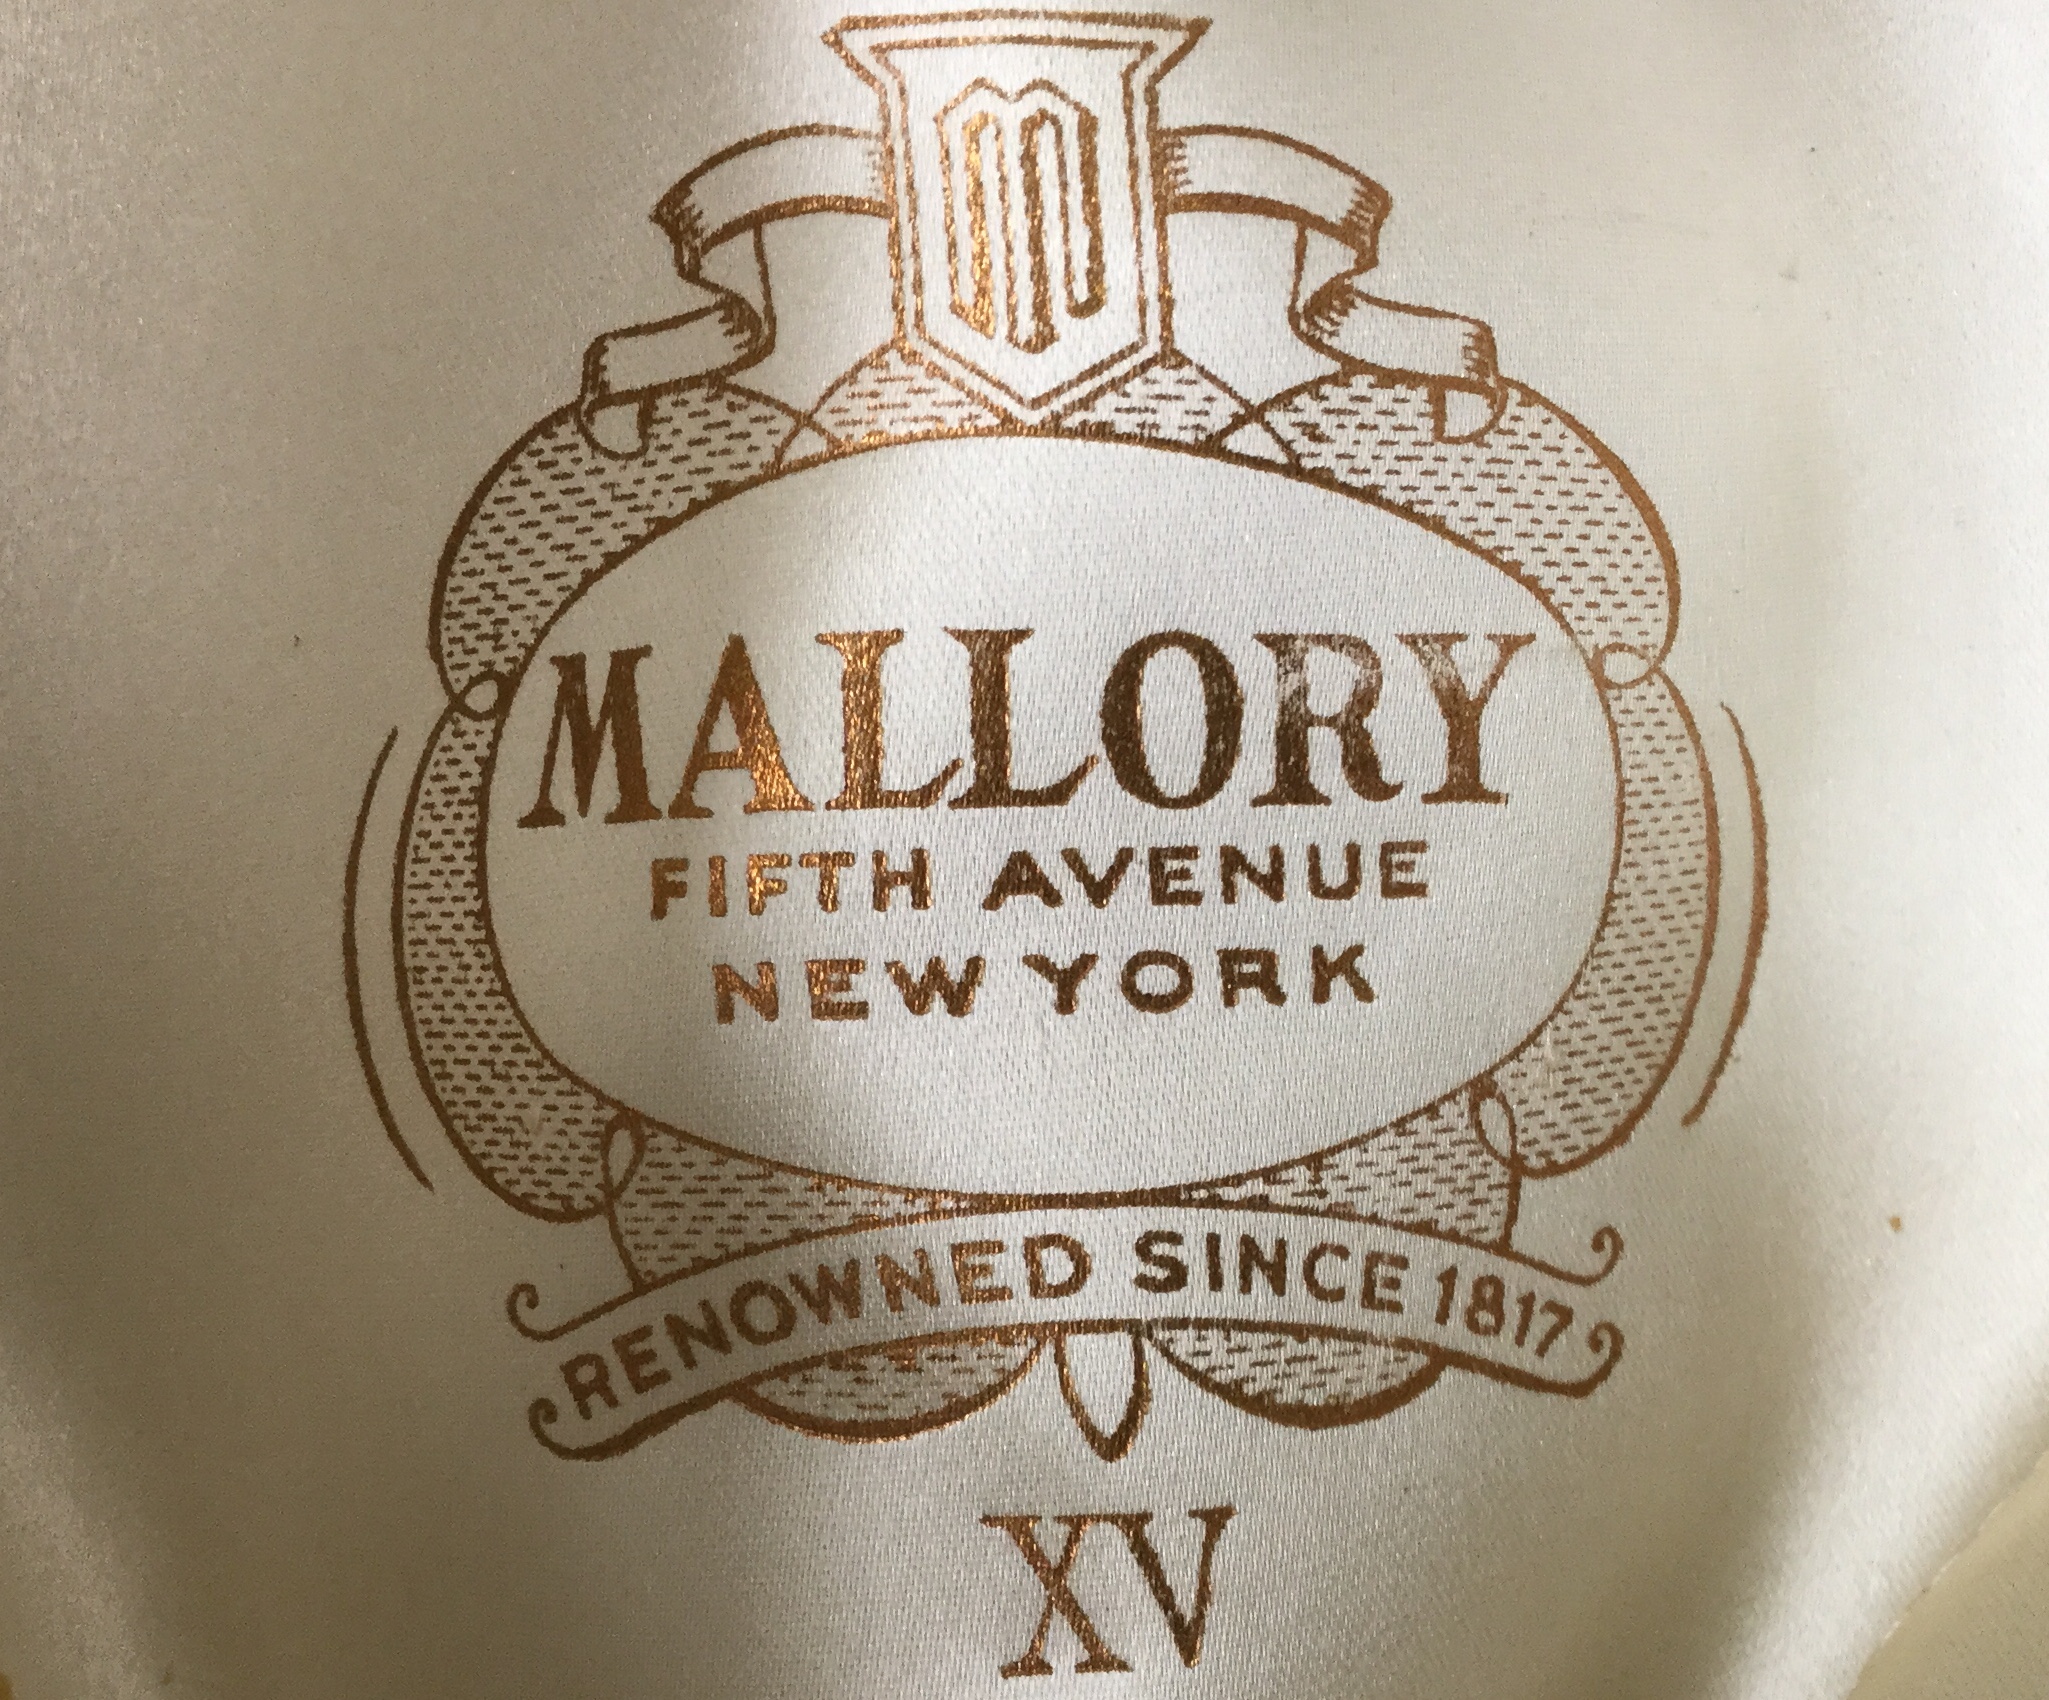 M
MALLORY
FIFTH AVENUE
NEW YORK
RENOWNED SINCE 1817
XV